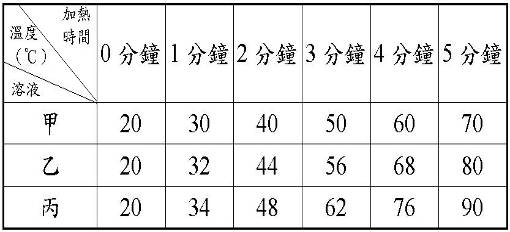 加熱時間 溫度(℃) 溶液 0分鐘 1分鐘 2分鐘 3分鐘 4分鐘 5分鐘
甲 20 30 40 50 60 70
乙 20 32 44 56 68 80
丙 20 34 48 62 76 90